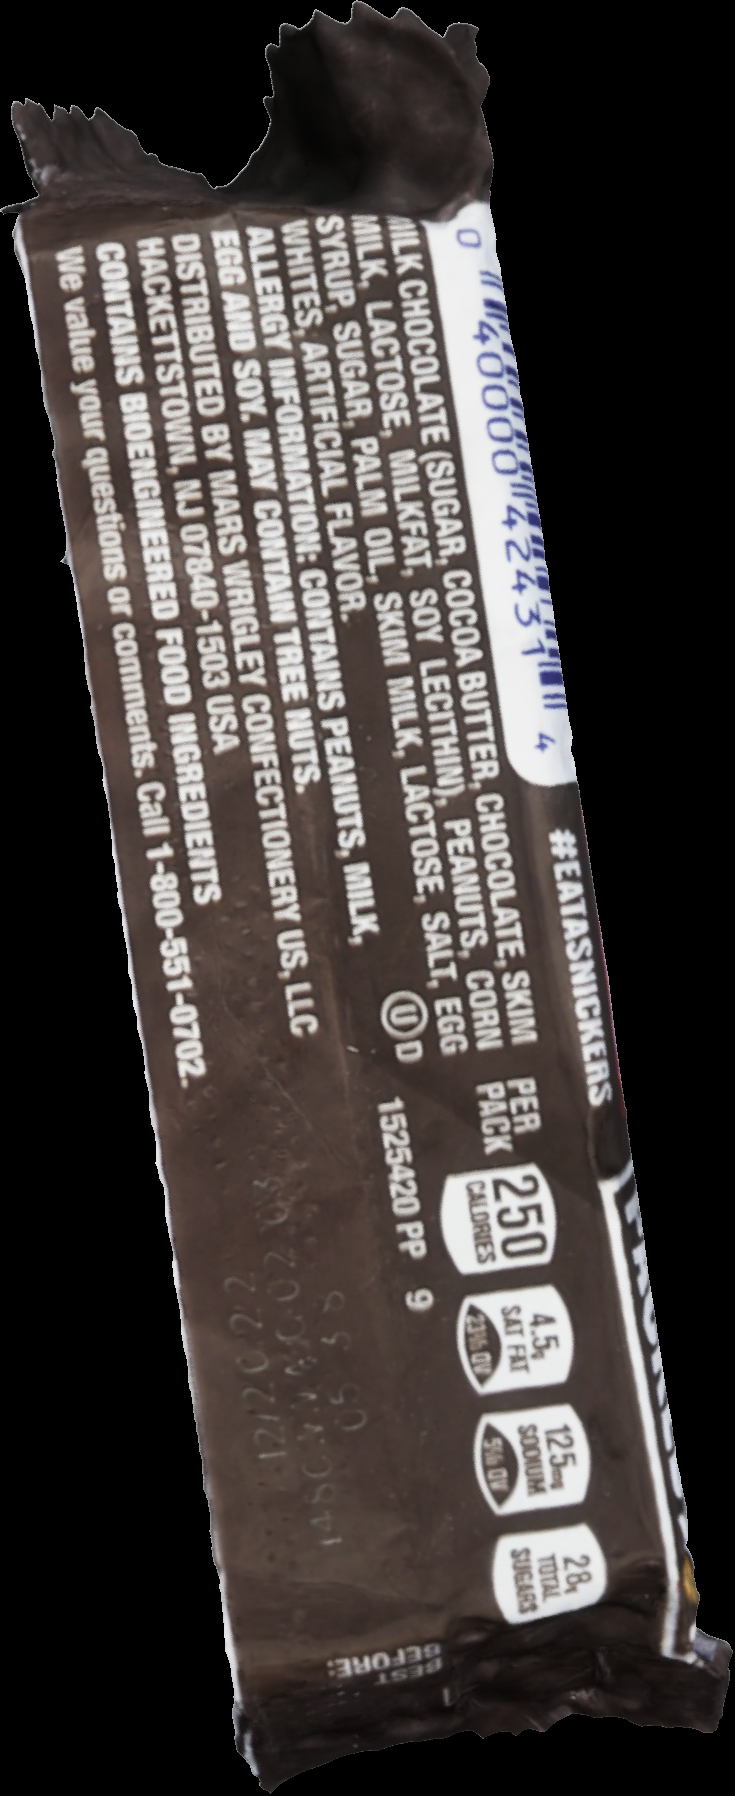 0 40000 42431 4
#EATASNICKERS
MILK CHOCOLATE (SUGAR, COCOA BUTTER, CHOCOLATE, SKIM
MILK, LACTOSE, MILKFAT, SOY LECITHIN), PEANUTS, CORN
SYRUP, SUGAR, PALM OIL, SKIM MILK, LACTOSE, SALT, EGG
WHITES, ARTIFICIAL FLAVOR.
ALLERGY INFORMATION: CONTAINS PEANUTS, MILK,
EGG AND SOY. MAY CONTAIN TREE NUTS.
DISTRIBUTED BY MARS WRIGLEY CONFECTIONERY US, LLC
HACKETTSTOWN, NJ 07840-1503 USA
CONTAINS BIOENGINEERED FOOD INGREDIENTS
We value your questions or comments. Call 1-800-551-0702.
U D
1525420 PP 9
PER
PACK
250
CALORIES
4.5g
SAT FAT
23% DV
125mg
SODIUM
5% DV
28g
TOTAL
SUGARS
05 36
12/2022
BEST
BEFORE: